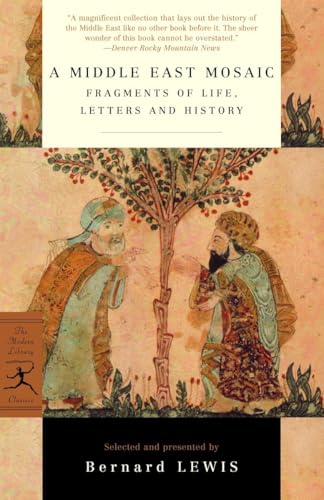 "A magnificent collection that lays out the history of
the Middle East like no other book before it. The sheer
wonder of this book cannot be overstated."
—Denver Rocky Mountain News
A MIDDLE EAST MOSAIC
FRAGMENTS OF LIFE,
LETTERS AND HISTORY
The Modern Library
Classics
Selected and presented by
Bernard LEWIS